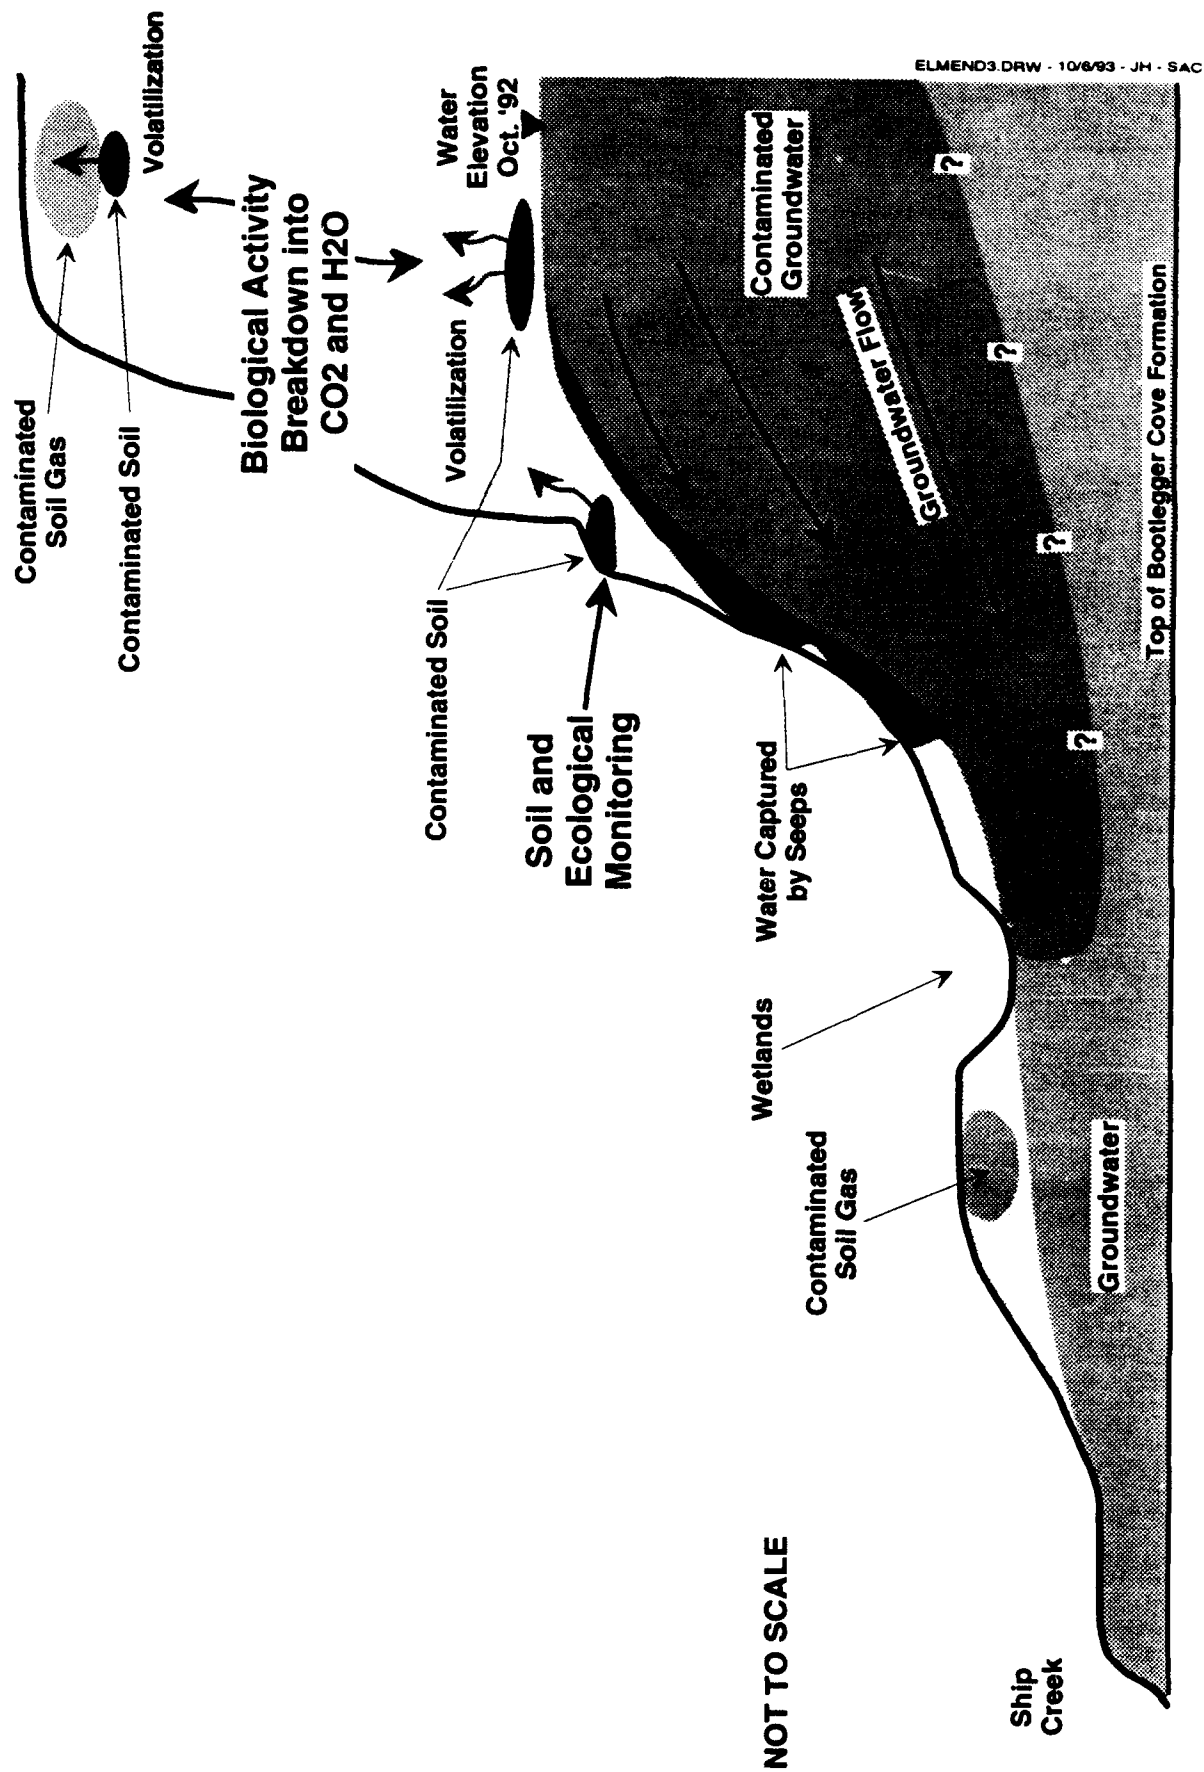 Contaminated
Soil Gas
Contaminated Soil
Volatilization
Biological Activity
Breakdown into
CO2 and H2O
Contaminated Soil
Volatilization
Water
Elevation
Oct. '92
Soil and
Ecological
Monitoring
Water Captured
by Seeps
Wetlands
Contaminated
Soil Gas
Contaminated
Groundwater
Groundwater Flow
?
?
?
?
Groundwater
Top of Bootlegger Cove Formation
NOT TO SCALE
Ship
Creek
ELMEND3.DRW - 10/6/93 - JH - SAC